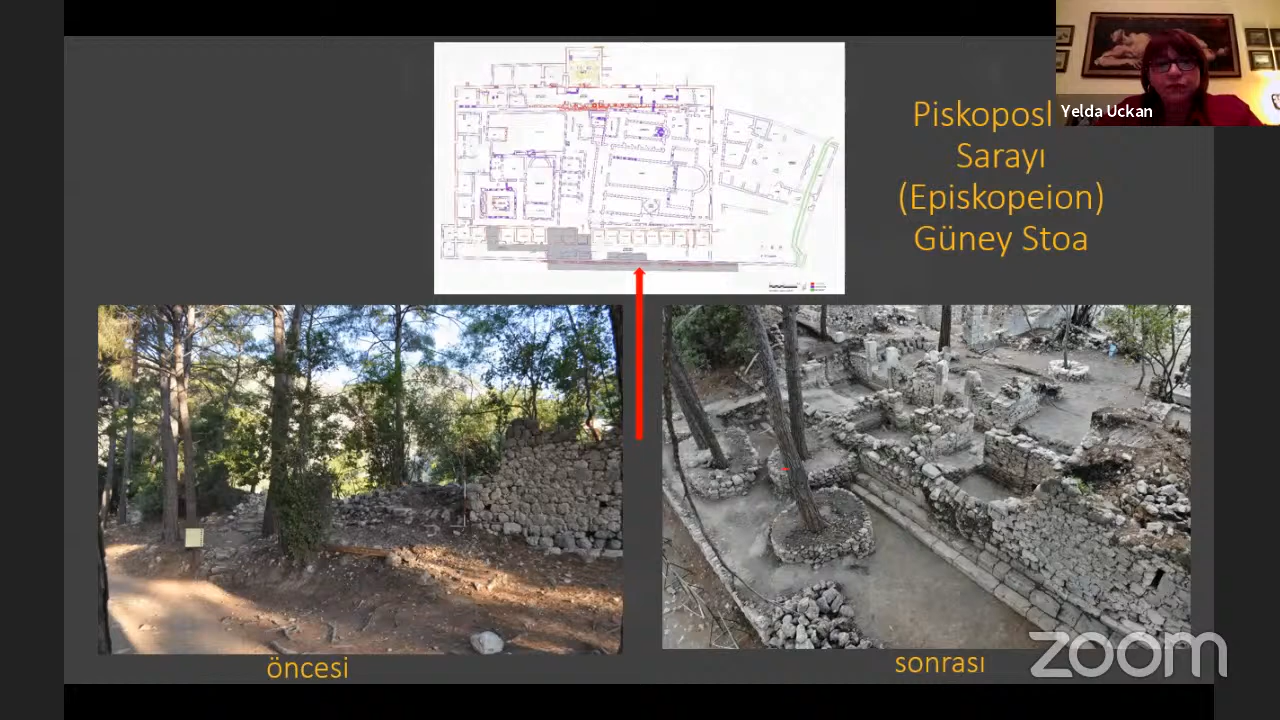 Yelda Uckan
Piskoposl
Sarayı
(Episkopeion)
Güney Stoa
öncesi
sonrası
zoom